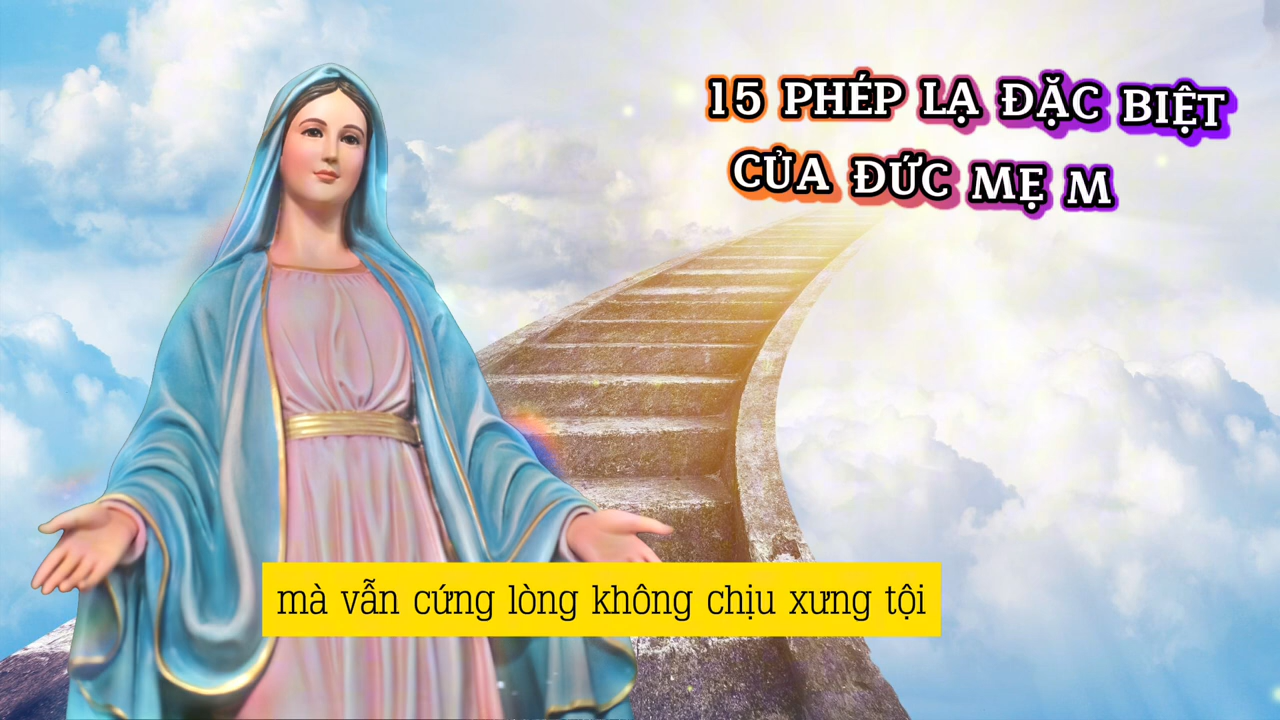 15 PHÉP LẠ ĐẶC BIỆT
CỦA ĐỨC MẸ M
mà vẫn cứng lòng không chịu xưng tội